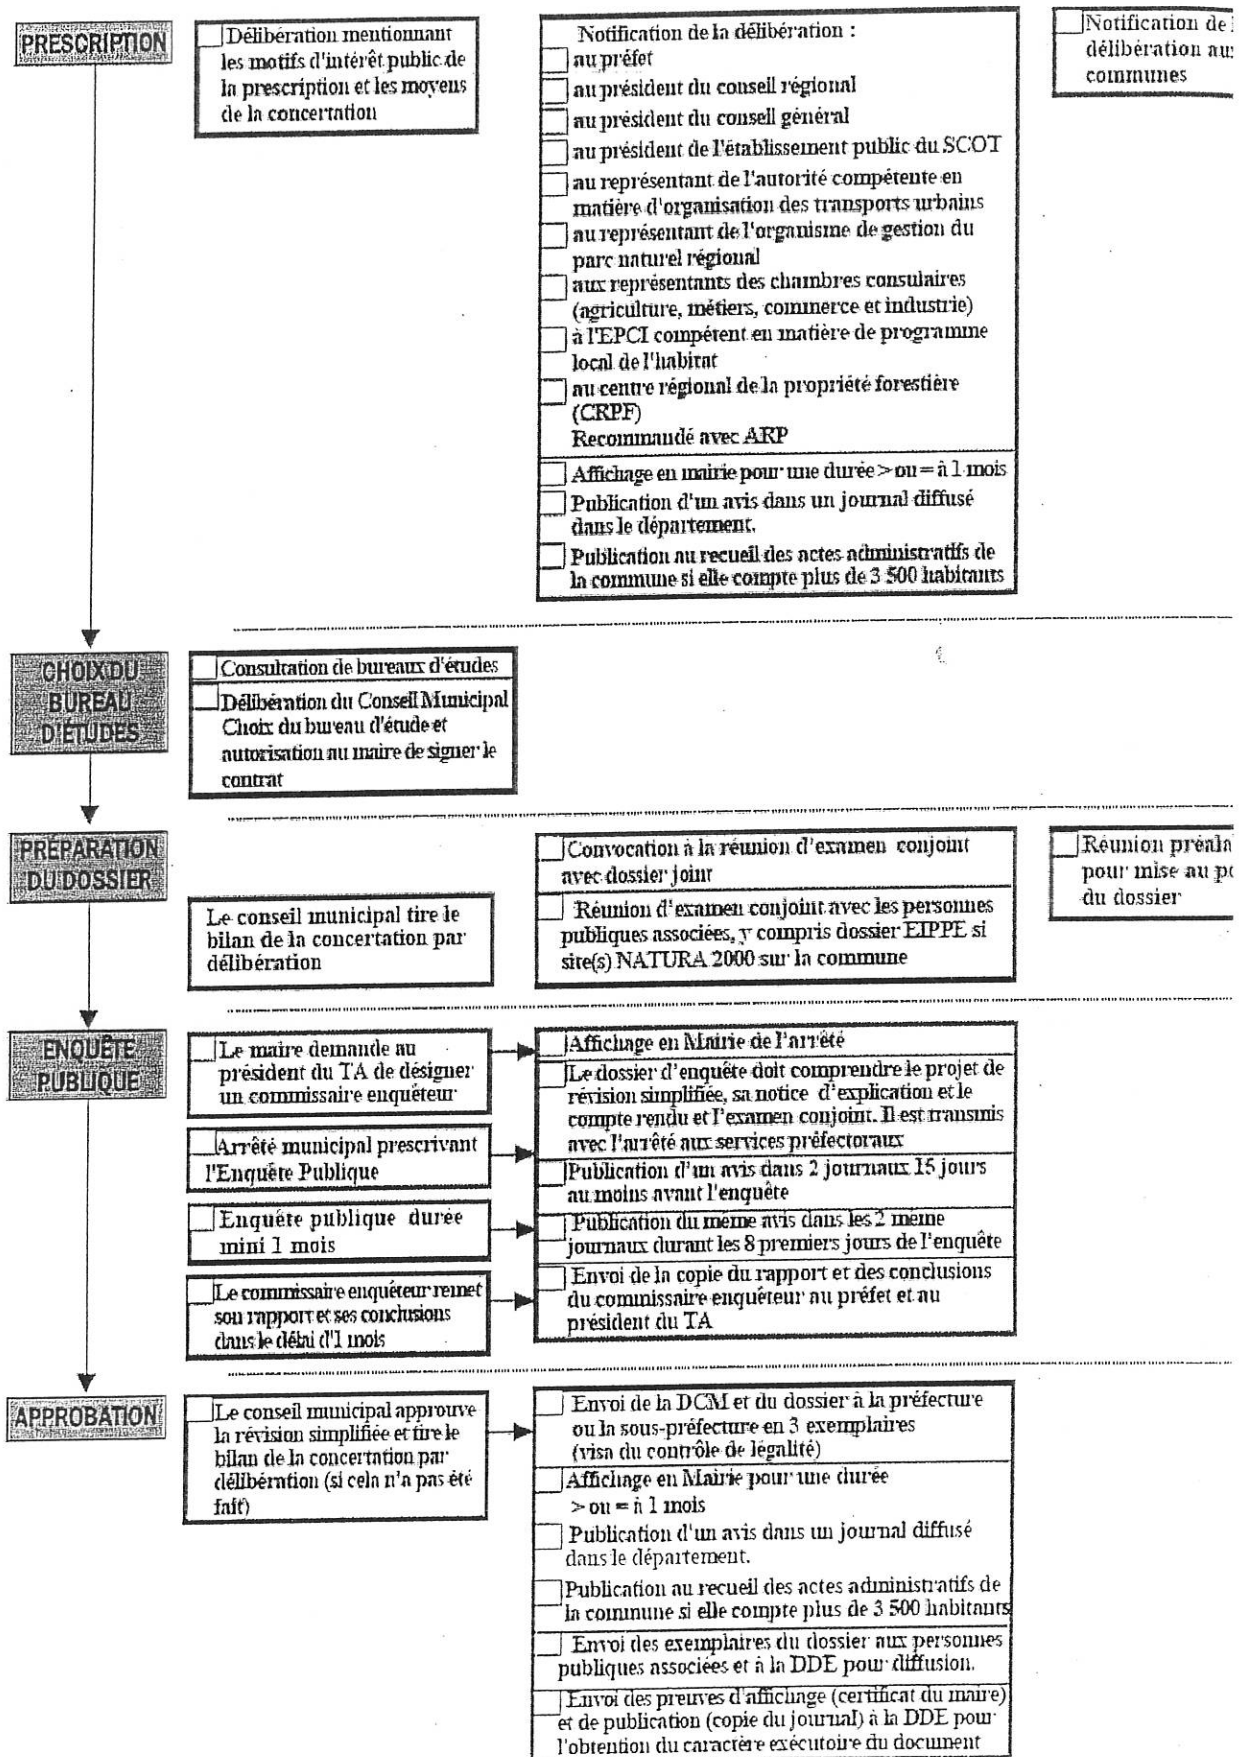 PRESCRIPTION
Délibération mentionnant
les motifs d'intérêt public de
la prescription et les moyens
de la concertation
Notification de la délibération :
au préfet
au président du conseil régional
au président du conseil général
au président de l'établissement public du SCOT
au représentant de l'autorité compétente en
matière d'organisation des transports urbains
au représentant de l'organisme de gestion du
parc naturel régional
aux représentants des chambres consulaires
(agriculture, métiers, commerce et industrie)
à l'EPCI compétent en matière de programme
local de l'habitat
au centre régional de la propriété forestière
(CRPF)
Recommandé avec ARP
Affichage en mairie pour une durée > ou = à 1 mois
Publication d'un avis dans un journal diffusé
dans le département.
Publication au recueil des actes administratifs de
la commune si elle compte plus de 3 500 habitants
Notification de
délibération
communes
CHOIX DU
BUREAU
D'ÉTUDES
Consultation de bureaux d'études
Délibération du Conseil Municipal
Choix du bureau d'étude et
autorisation au maire de signer le
contrat
PRÉPARATION
DU DOSSIER
Le conseil municipal tire le
bilan de la concertation par
délibération
Convocation à la réunion d'examen conjoint
avec dossier joint
Réunion d'examen conjoint avec les personnes
publiques associées, y compris dossier EIPPE si
site(s) NATURA 2000 sur la commune
Réunion
pour mise au
du dossier
ENQUÊTE
PUBLIQUE
Le maire demande au
président du TA de désigner
un commissaire enquêteur
Arrêté municipal prescrivant
l'Enquête Publique
Enquête publique durée
mini 1 mois
Le commissaire enquêteur remet
son rapport et ses conclusions
dans le délai d'1 mois
Affichage en Mairie de l'arrêté
Le dossier d'enquête doit comprendre le projet de
révision simplifiée, sa notice d'explication et le
compte rendu et l'examen conjoint. Il est transmis
avec l'arrêté aux services préfectoraux
Publication d'un avis dans 2 journaux 15 jours
au moins avant l'enquête
Publication du même avis dans les 2 meme
journaux durant les 8 premiers jours de l'enquête
Envoi de la copie du rapport et des conclusions
du commissaire enquêteur au préfet et au
président du TA
APPROBATION
Le conseil municipal approuve
la révision simplifiée et tire le
bilan de la concertation par
délibération (si cela n'a pas été
fait)
Envoi de la DCM et du dossier à la préfecture
ou la sous-préfecture en 3 exemplaires
(visa du contrôle de légalité)
Affichage en Mairie pour une durée
> ou = à 1 mois
Publication d'un avis dans un journal diffusé
dans le département.
Publication au recueil des actes administratifs de
la commune si elle compte plus de 3 500 habitants
Envoi des exemplaires du dossier aux personnes
publiques associées et à la DDE pour diffusion.
Envoi des preuves d'affichage (certificat du maire)
et de publication (copie du journal) à la DDE pour
l'obtention du caractère exécutoire du document